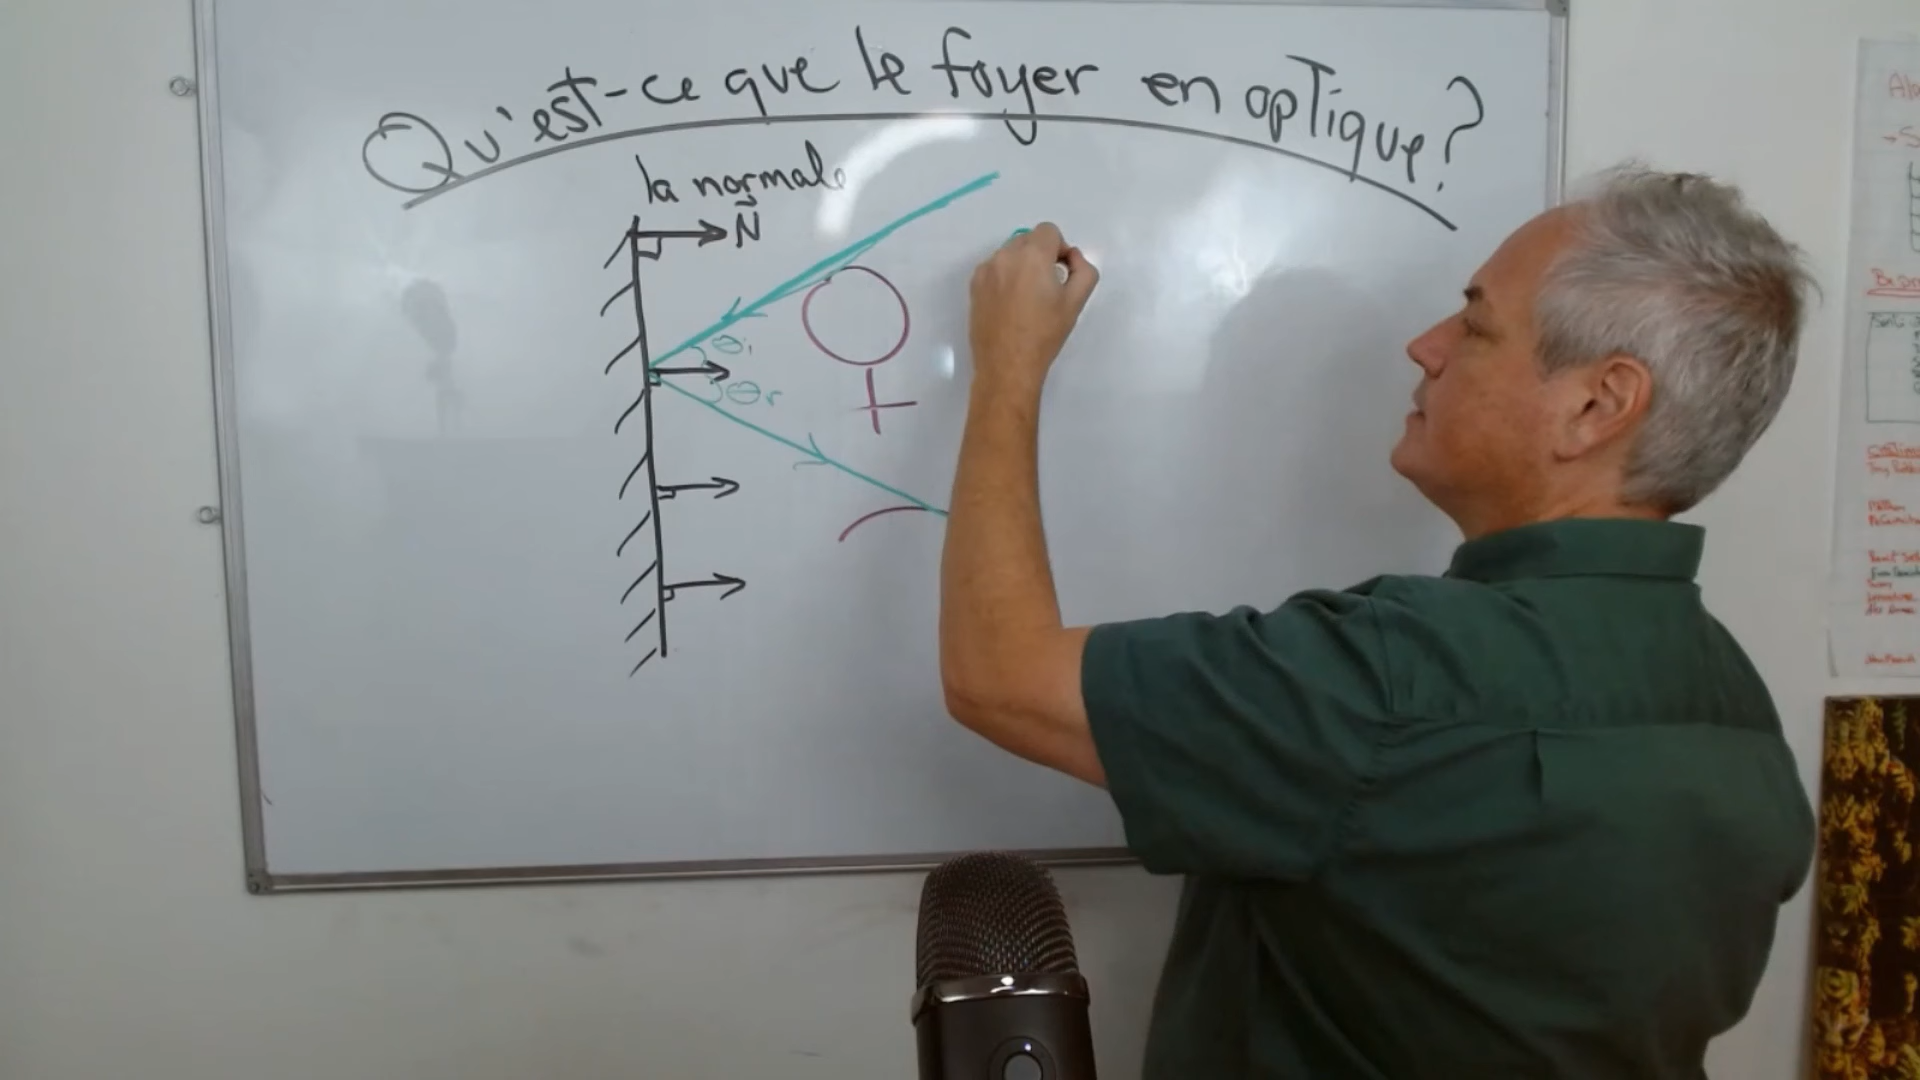 Qu'est-ce que le foyer en optique?
la normale
N⃗
θi
θr